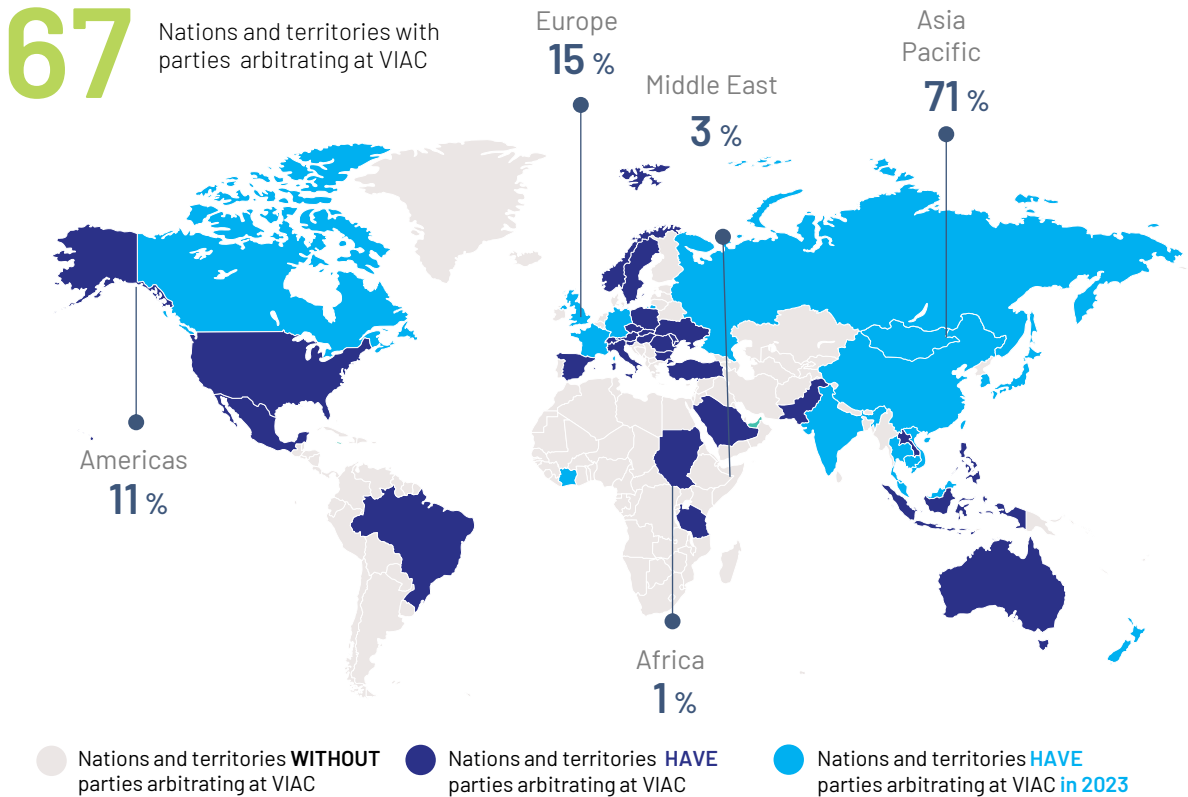 67
Nations and territories with
parties arbitrating at VIAC
Europe
15 %
Middle East
3 %
Asia
Pacific
71 %
Americas
11 %
Africa
1 %
Nations and territories WITHOUT
parties arbitrating at VIAC
Nations and territories HAVE
parties arbitrating at VIAC
Nations and territories HAVE
parties arbitrating at VIAC in 2023